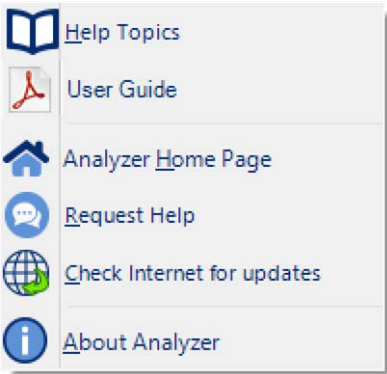 Help Topics
User Guide
Analyzer Home Page
Request Help
Check Internet for updates
About Analyzer